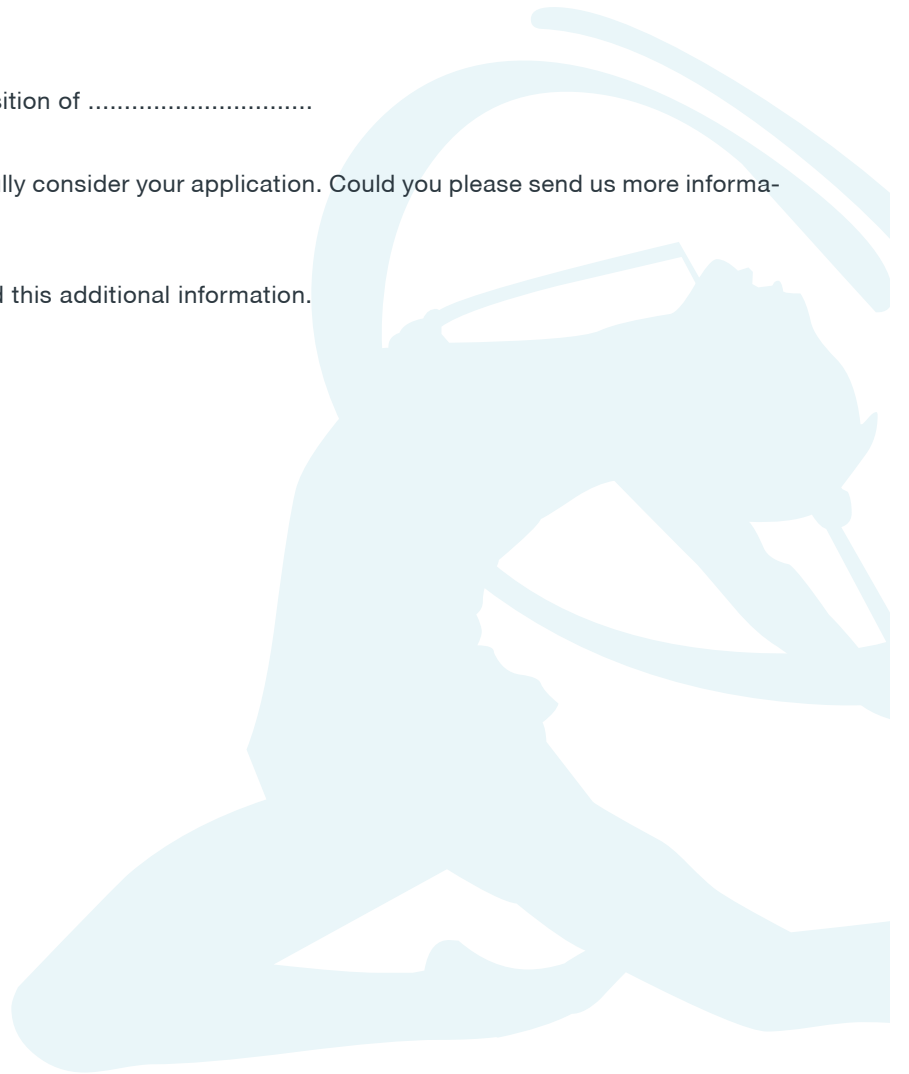 sition of ...............................
lly consider your application. Could you please send us more informa-
d this additional information.